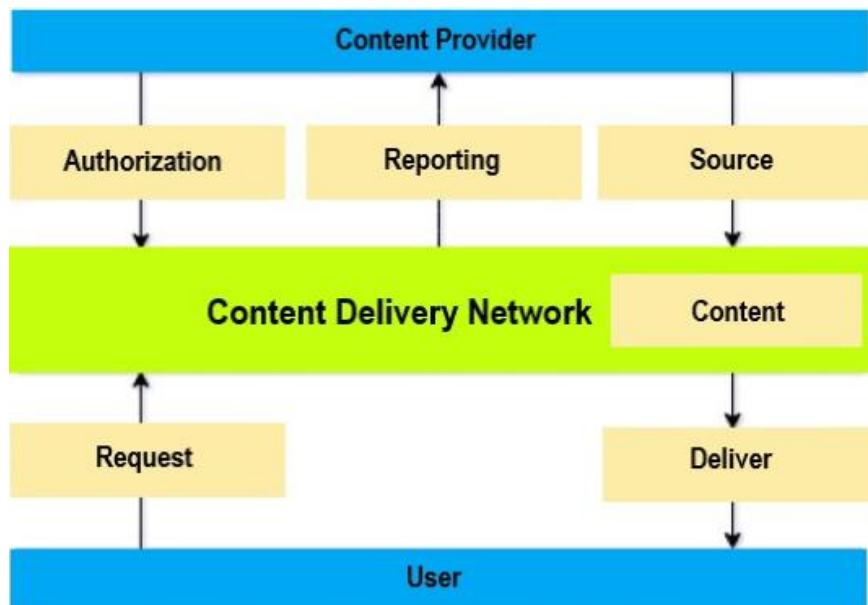 Content Provider
Authorization
Reporting
Source
Content Delivery Network
Content
Request
Deliver
User